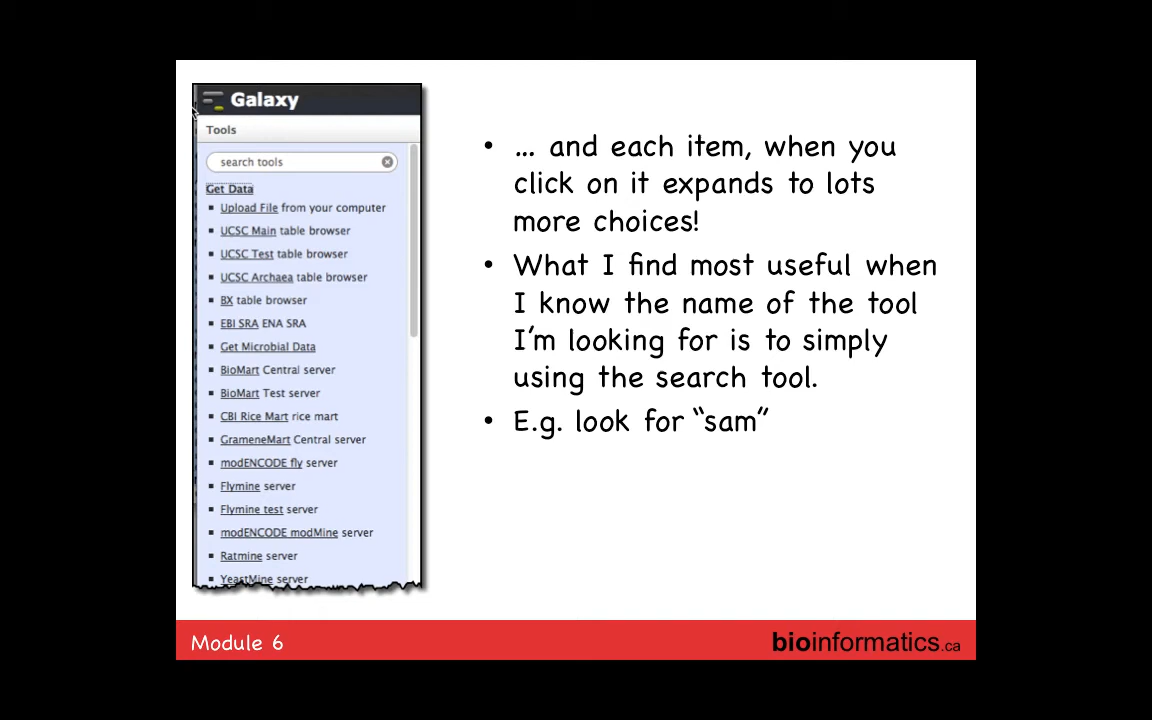 Galaxy
Tools
search tools
Get Data
▪ Upload File from your computer
▪ UCSC Main table browser
▪ UCSC Test table browser
▪ UCSC Archaea table browser
▪ BX table browser
▪ EBI SRA ENA SRA
▪ Get Microbial Data
▪ BioMart Central server
▪ BioMart Test server
▪ CBI Rice Mart rice mart
▪ GrameneMart Central server
▪ modENCODE fly server
▪ Flymine server
▪ Flymine test server
▪ modENCODE modMine server
▪ Ratmine server
▪ YeastMine server
• ... and each item, when you
click on it expands to lots
more choices!
• What I find most useful when
I know the name of the tool
I'm looking for is to simply
using the search tool.
• E.g. look for “sam”
Module 6
bioinformatics.ca